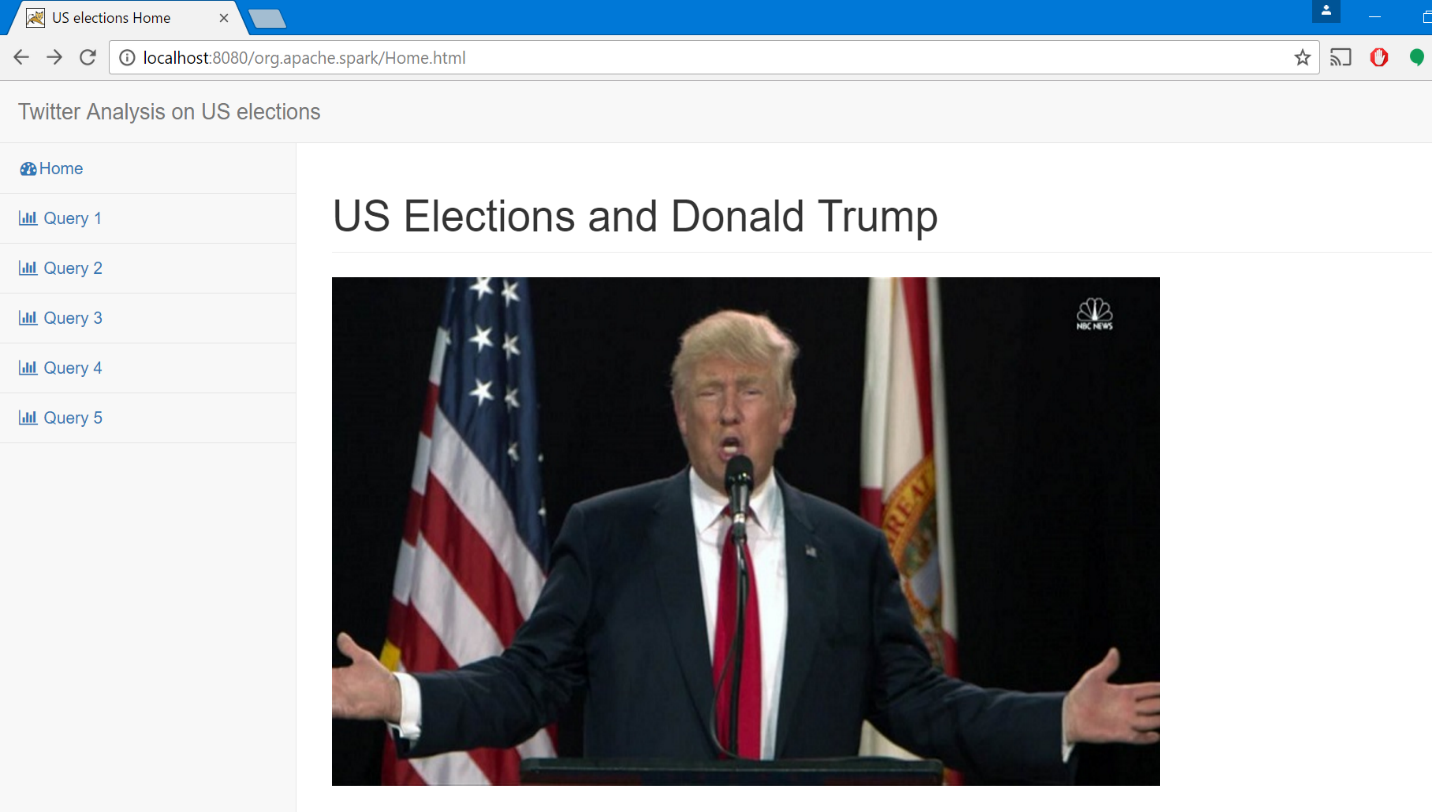 US elections Home
localhost:8080/org.apache.spark/Home.html
Twitter Analysis on US elections
Home
Query 1
Query 2
Query 3
Query 4
Query 5
US Elections and Donald Trump
NBC NEWS
REAL